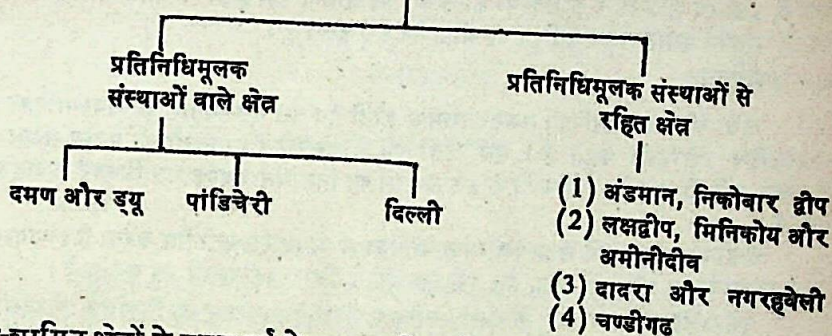 प्रतिनिधिमूलक
संस्थाओं वाले क्षेत्र
दमण और ड्यू पांडिचेरी दिल्ली
प्रतिनिधिमूलक संस्थाओं से
रहित क्षेत्र
(1) अंडमान, निकोबार द्वीप
(2) लक्षद्वीप, मिनिकोय और
अमोनीदीव
(3) दादरा और नगरहवेली
(4) चण्डीगढ़